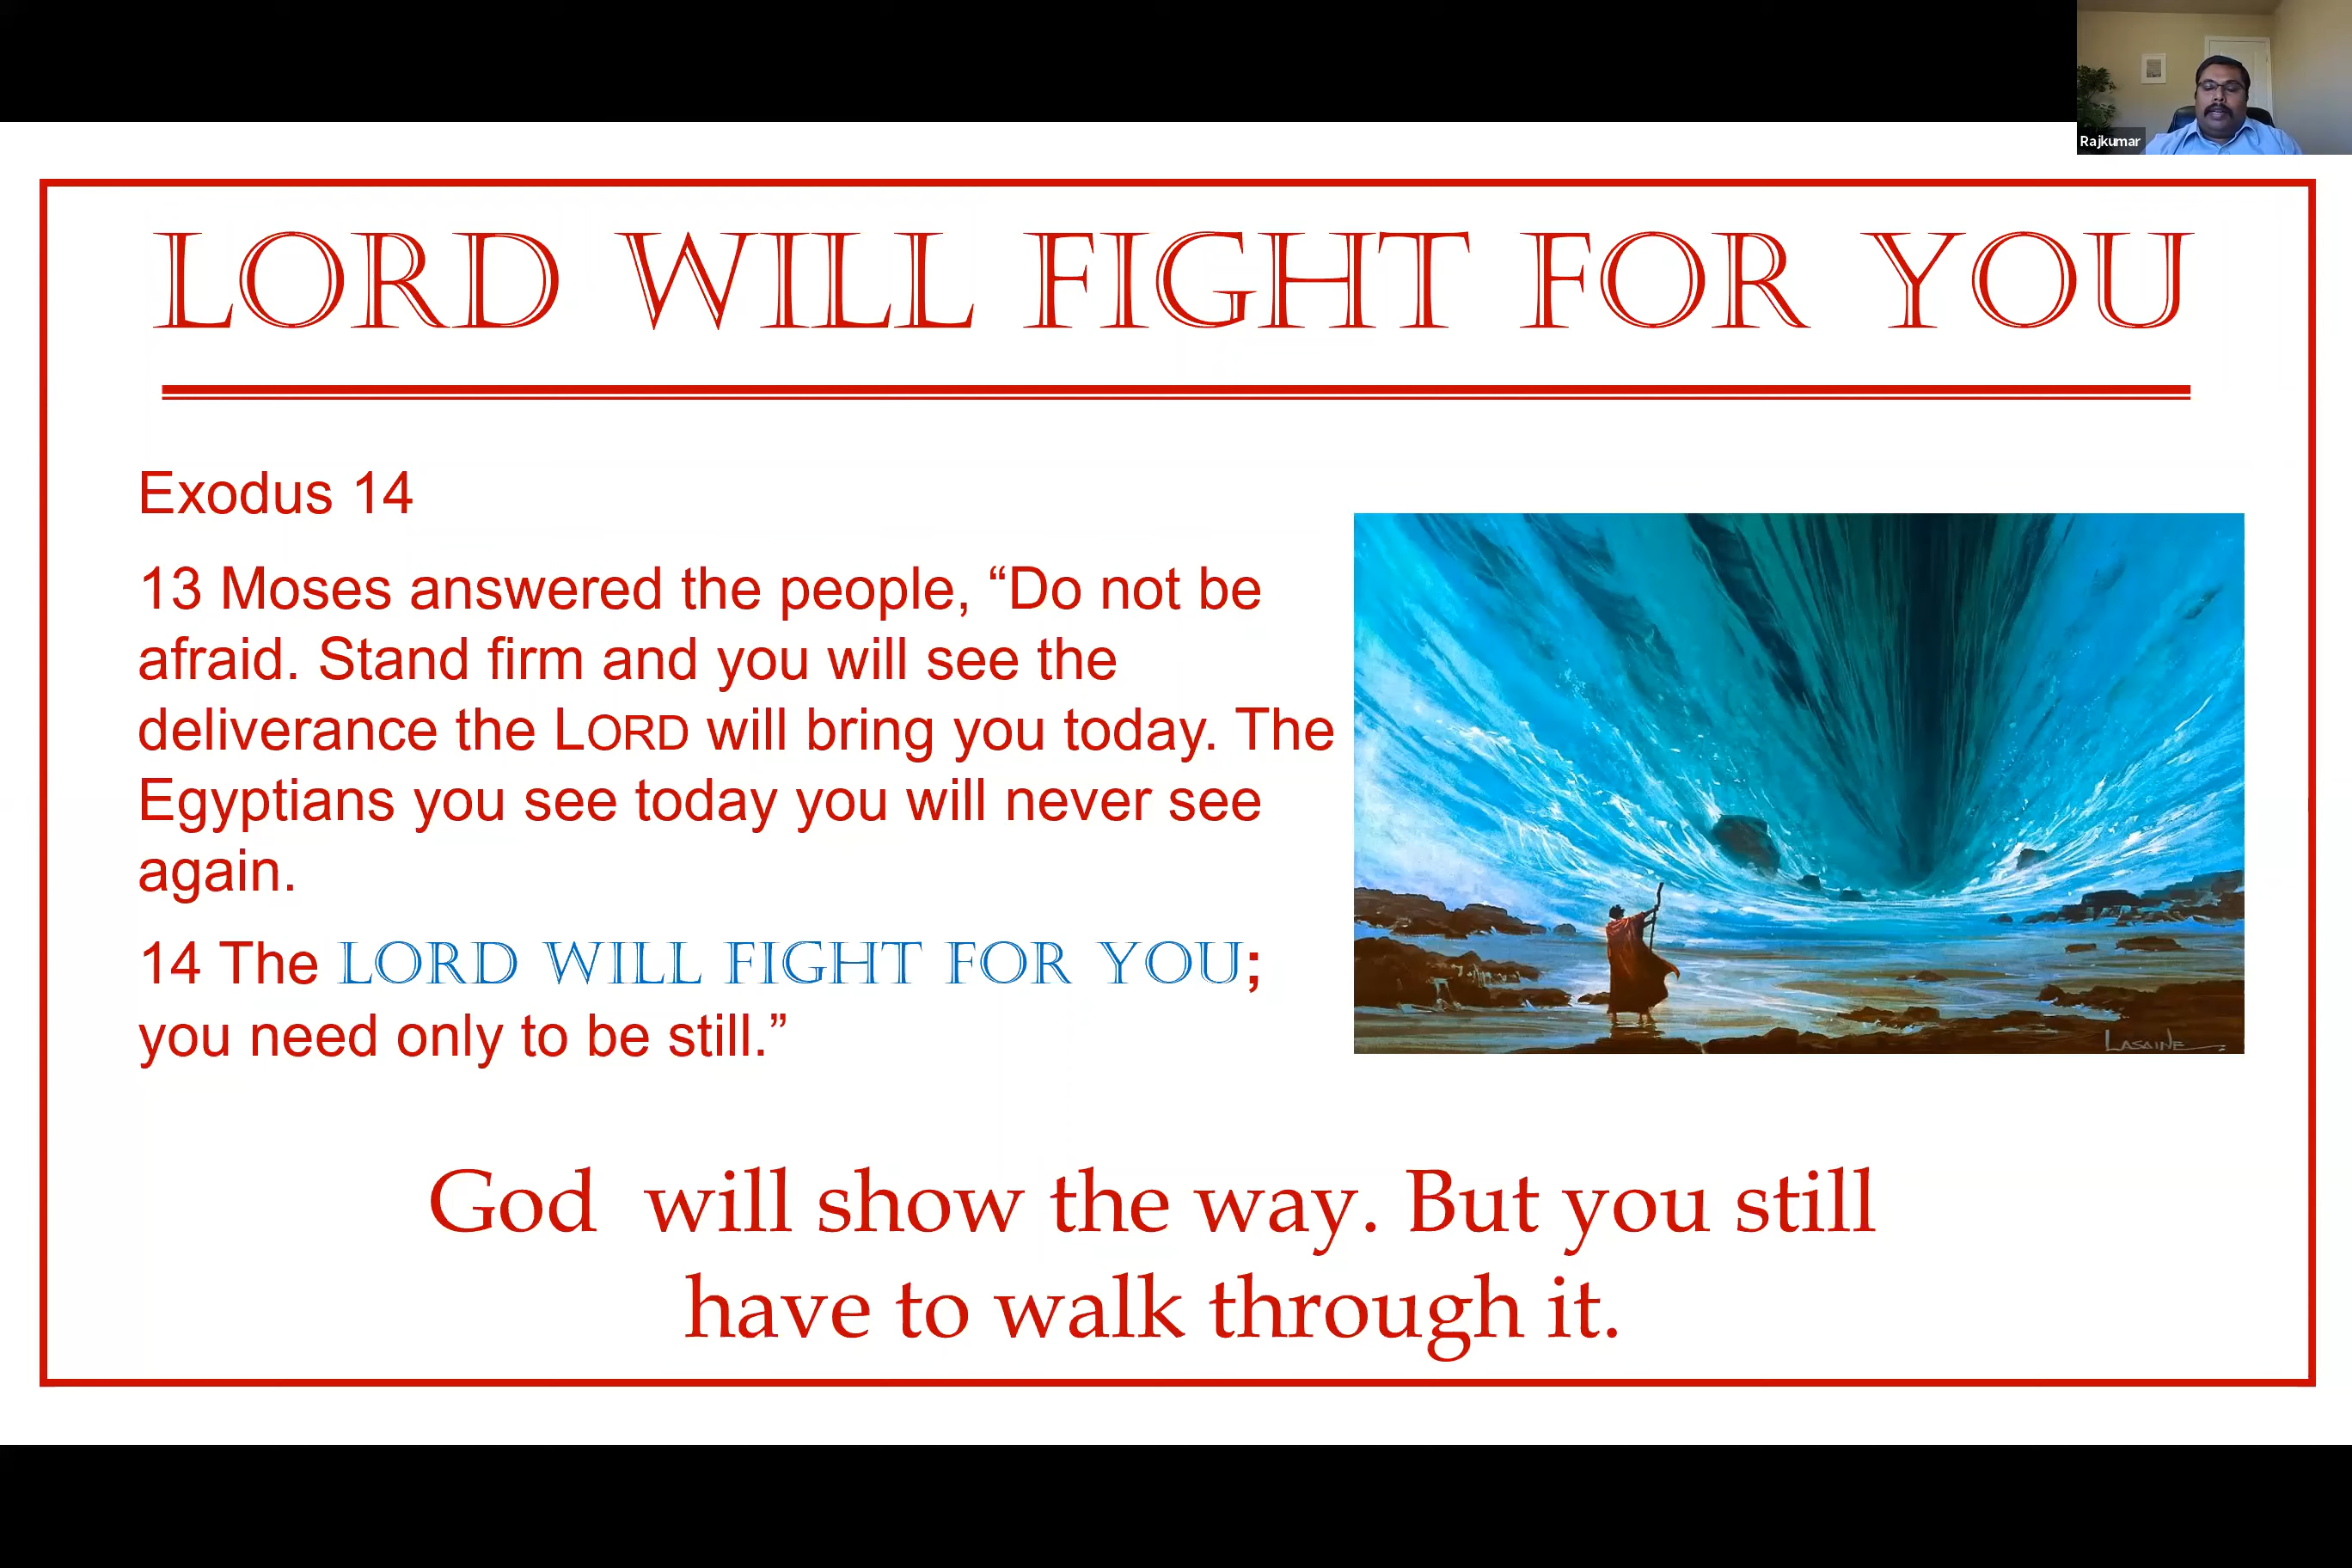 Rajkumar
LORD WILL FIGHT FOR YOU
Exodus 14
13 Moses answered the people, “Do not be
afraid. Stand firm and you will see the
deliverance the LORD will bring you today. The
Egyptians you see today you will never see
again.
14 The LORD WILL FIGHT FOR YOU;
you need only to be still.”
LASAINE
God  will show the way. But you still
have to walk through it.